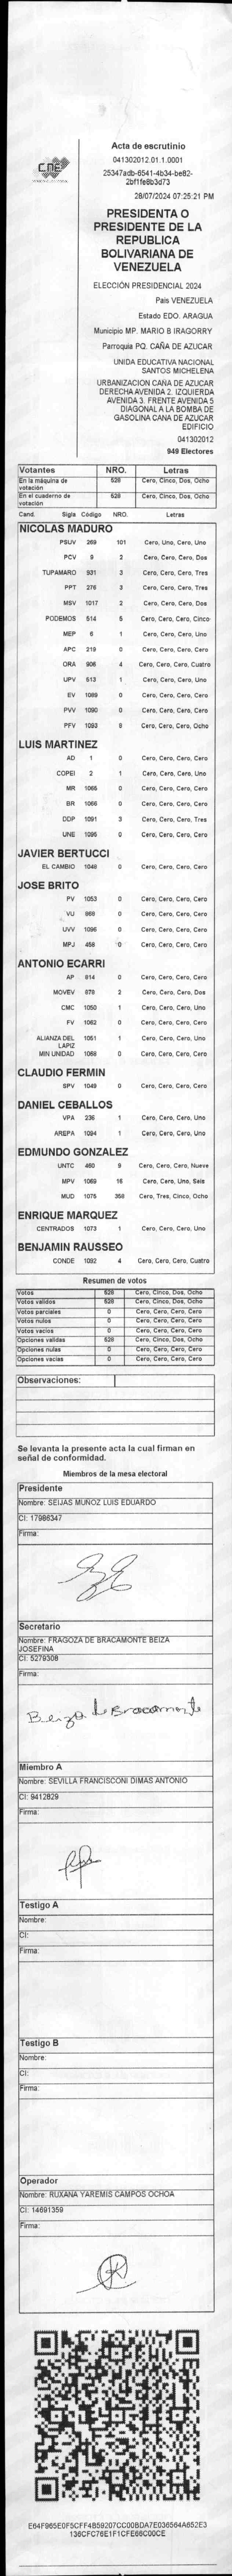 CNE
Acta de escrutinio
041302012.01.1.0001
25347adb-6541-4b34-be82-
2bf1fe8b3d73
28/07/2024 07:25:21 PM
PRESIDENTA O
PRESIDENTE DE LA
REPUBLICA
BOLIVARIANA DE
VENEZUELA
ELECCIÓN PRESIDENCIAL 2024
País VENEZUELA
Estado EDO. ARAGUA
Municipio MP. MARIO B IRAGORRY
Parroquia PQ. CAÑA DE AZUCAR
UNIDA EDUCATIVA NACIONAL
SANTOS MICHELENA
URBANIZACION CAÑA DE AZUCAR
DERECHA AVENIDA 2. IZQUIERDA
AVENIDA 3. FRENTE AVENIDA 5
DIAGONAL A LA BOMBA DE
GASOLINA CANA DE AZUCAR
EDIFICIO
041302012
949 Electores
Votantes NRO. Letras
En la máquina de votación 528 Cero, Cinco, Dos, Ocho
En el cuaderno de votación 528 Cero, Cinco, Dos, Ocho
Cand. Sigla Código NRO. Letras
NICOLAS MADURO
PSUV 269 101 Cero, Uno, Cero, Uno
PCV 9 2 Cero, Cero, Cero, Dos
TUPAMARO 931 3 Cero, Cero, Cero, Tres
PPT 276 3 Cero, Cero, Cero, Tres
MSV 1017 2 Cero, Cero, Cero, Dos
PODEMOS 514 5 Cero, Cero, Cero, Cinco
MEP 6 1 Cero, Cero, Cero, Uno
APC 219 0 Cero, Cero, Cero, Cero
ORA 906 4 Cero, Cero, Cero, Cuatro
UPV 513 1 Cero, Cero, Cero, Uno
EV 1089 0 Cero, Cero, Cero, Cero
PVV 1090 0 Cero, Cero, Cero, Cero
PFV 1093 8 Cero, Cero, Cero, Ocho
LUIS MARTINEZ
AD 1 0 Cero, Cero, Cero, Cero
COPEI 2 1 Cero, Cero, Cero, Uno
MR 1065 0 Cero, Cero, Cero, Cero
BR 1066 0 Cero, Cero, Cero, Cero
DDP 1091 3 Cero, Cero, Cero, Tres
UNE 1095 0 Cero, Cero, Cero, Cero
JAVIER BERTUCCI
EL CAMBIO 1048 0 Cero, Cero, Cero, Cero
JOSE BRITO
PV 1053 0 Cero, Cero, Cero, Cero
VU 968 0 Cero, Cero, Cero, Cero
UVV 1096 0 Cero, Cero, Cero, Cero
MPJ 458 0 Cero, Cero, Cero, Cero
ANTONIO ECARRI
AP 814 0 Cero, Cero, Cero, Cero
MOVEV 878 2 Cero, Cero, Cero, Dos
CMC 1050 1 Cero, Cero, Cero, Uno
FV 1062 0 Cero, Cero, Cero, Cero
ALIANZA DEL LAPIZ 1051 1 Cero, Cero, Cero, Uno
MIN UNIDAD 1068 0 Cero, Cero, Cero, Cero
CLAUDIO FERMIN
SPV 1049 0 Cero, Cero, Cero, Cero
DANIEL CEBALLOS
VPA 236 1 Cero, Cero, Cero, Uno
AREPA 1094 1 Cero, Cero, Cero, Uno
EDMUNDO GONZALEZ
UNTC 460 9 Cero, Cero, Cero, Nueve
MPV 1069 16 Cero, Cero, Uno, Seis
MUD 1075 358 Cero, Tres, Cinco, Ocho
ENRIQUE MARQUEZ
CENTRADOS 1073 1 Cero, Cero, Cero, Uno
BENJAMIN RAUSSEO
CONDE 1092 4 Cero, Cero, Cero, Cuatro
Resumen de votos
Votos 528 Cero, Cinco, Dos, Ocho
Votos validos 528 Cero, Cinco, Dos, Ocho
Votos parciales 0 Cero, Cero, Cero, Cero
Votos nulos 0 Cero, Cero, Cero, Cero
Votos vacios 0 Cero, Cero, Cero, Cero
Opciones validas 528 Cero, Cinco, Dos, Ocho
Opciones nulas 0 Cero, Cero, Cero, Cero
Opciones vacias 0 Cero, Cero, Cero, Cero
Observaciones:
Se levanta la presente acta la cual firman en
señal de conformidad.
Miembros de la mesa electoral
Presidente
Nombre: SEIJAS MUÑOZ LUIS EDUARDO
CI: 17986347
Firma:
Secretario
Nombre: FRAGOZA DE BRACAMONTE BEIZA
JOSEFINA
CI: 5279308
Firma:
Beiza de Bracamonte
Miembro A
Nombre: SEVILLA FRANCISCONI DIMAS ANTONIO
CI: 9412829
Firma:
Testigo A
Nombre:
CI:
Firma:
Testigo B
Nombre:
CI:
Firma:
Operador
Nombre: RUXANA YAREMIS CAMPOS OCHOA
CI: 14691359
Firma:
E64F965E0F5CFF4B59207CC00BDA7E036564A652E3
136CFC76E1F1CFE66C00CE